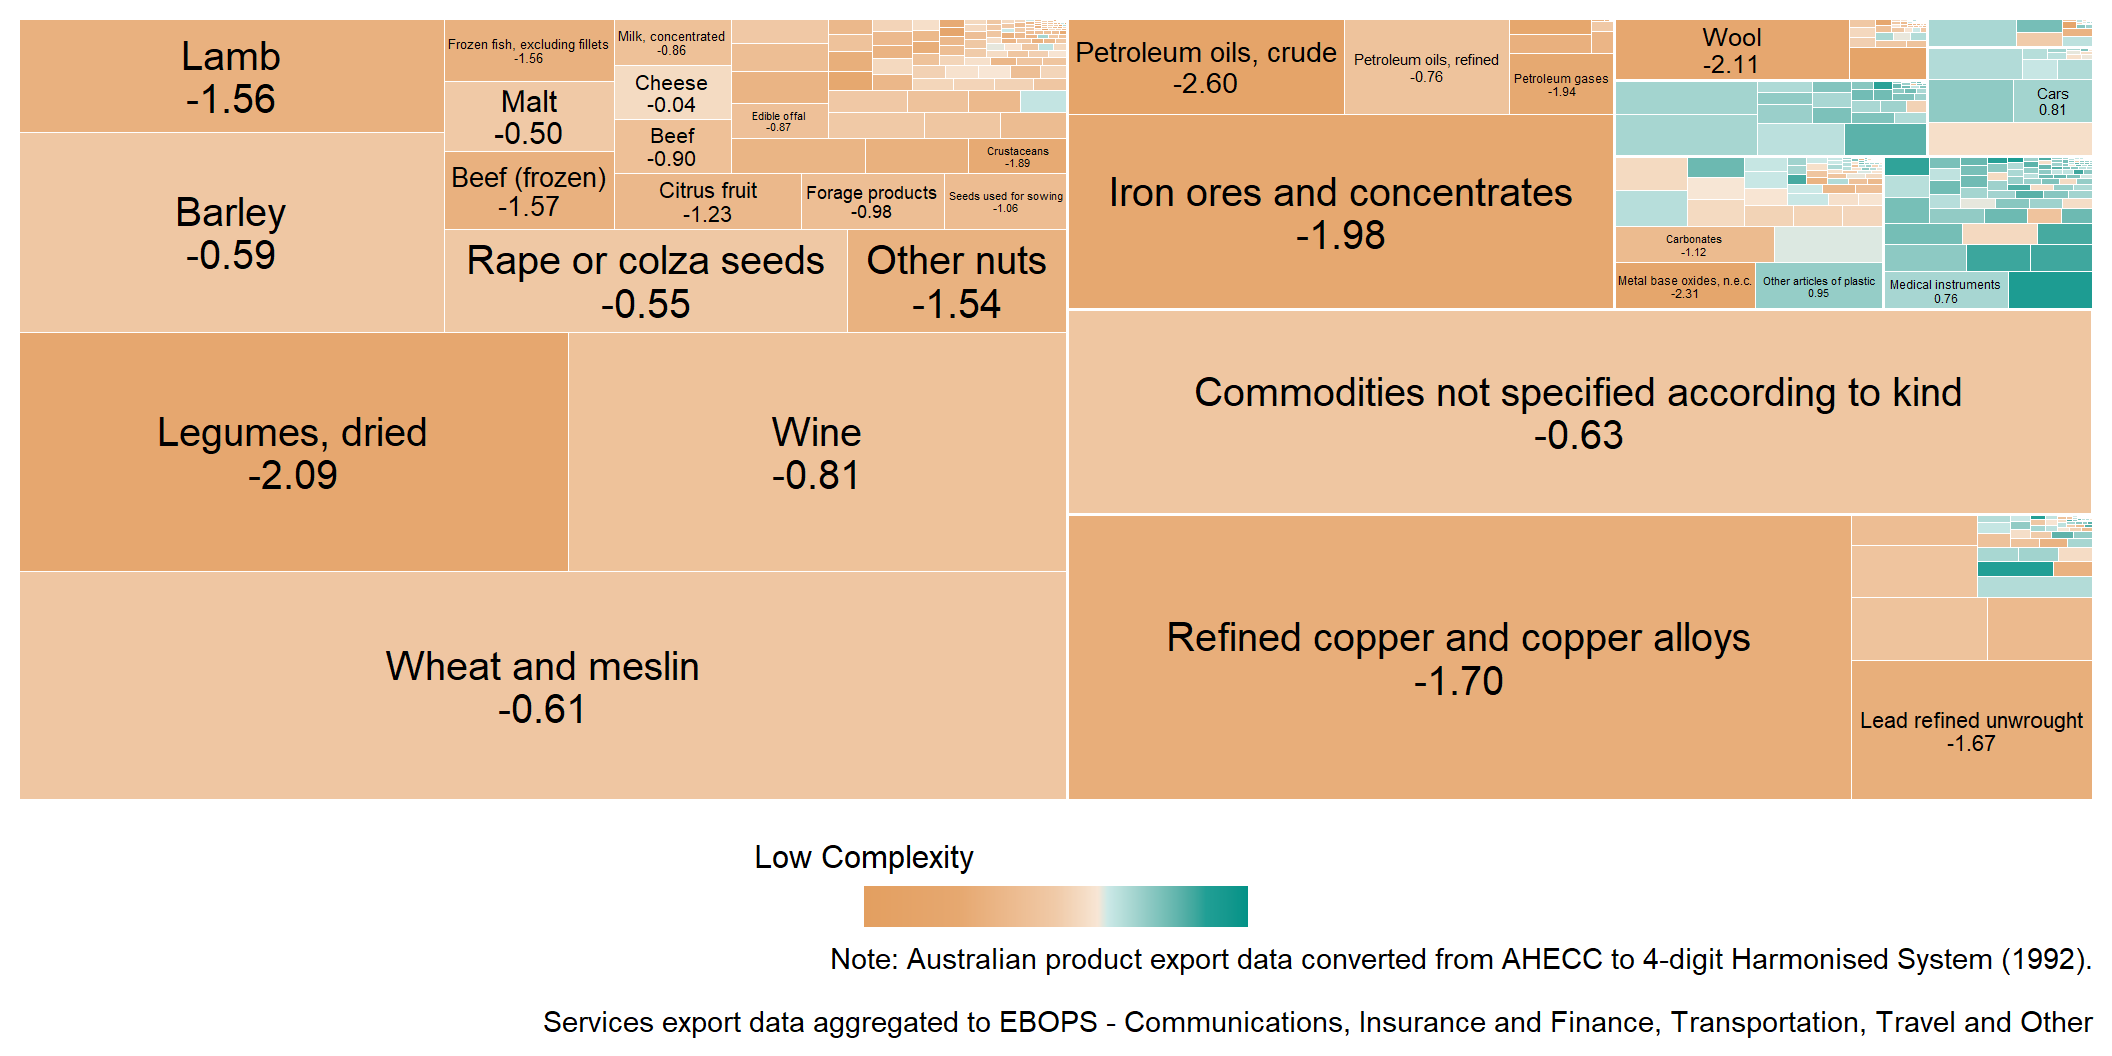 Lamb
-1.56
Barley
-0.59
Frozen fish, excluding fillets
-1.56
Malt
-0.50
Beef (frozen)
-1.57
Milk, concentrated
-0.86
Cheese
-0.04
Beef
-0.90
Edible offal
-0.87
Crustaceans
-1.89
Citrus fruit
-1.23
Forage products
-0.98
Seeds used for sowing
-1.06
Rape or colza seeds
-0.55
Other nuts
-1.54
Legumes, dried
-2.09
Wine
-0.81
Wheat and meslin
-0.61
Petroleum oils, crude
-2.60
Petroleum oils, refined
-0.76
Petroleum gases
-1.94
Iron ores and concentrates
-1.98
Wool
-2.11
Cars
0.81
Carbonates
-1.12
Metal base oxides, n.e.c.
-2.31
Other articles of plastic
0.95
Medical instruments
0.76
Commodities not specified according to kind
-0.63
Refined copper and copper alloys
-1.70
Lead refined unwrought
-1.67
Low Complexity
Note: Australian product export data converted from AHECC to 4-digit Harmonised System (1992).
Services export data aggregated to EBOPS - Communications, Insurance and Finance, Transportation, Travel and Other